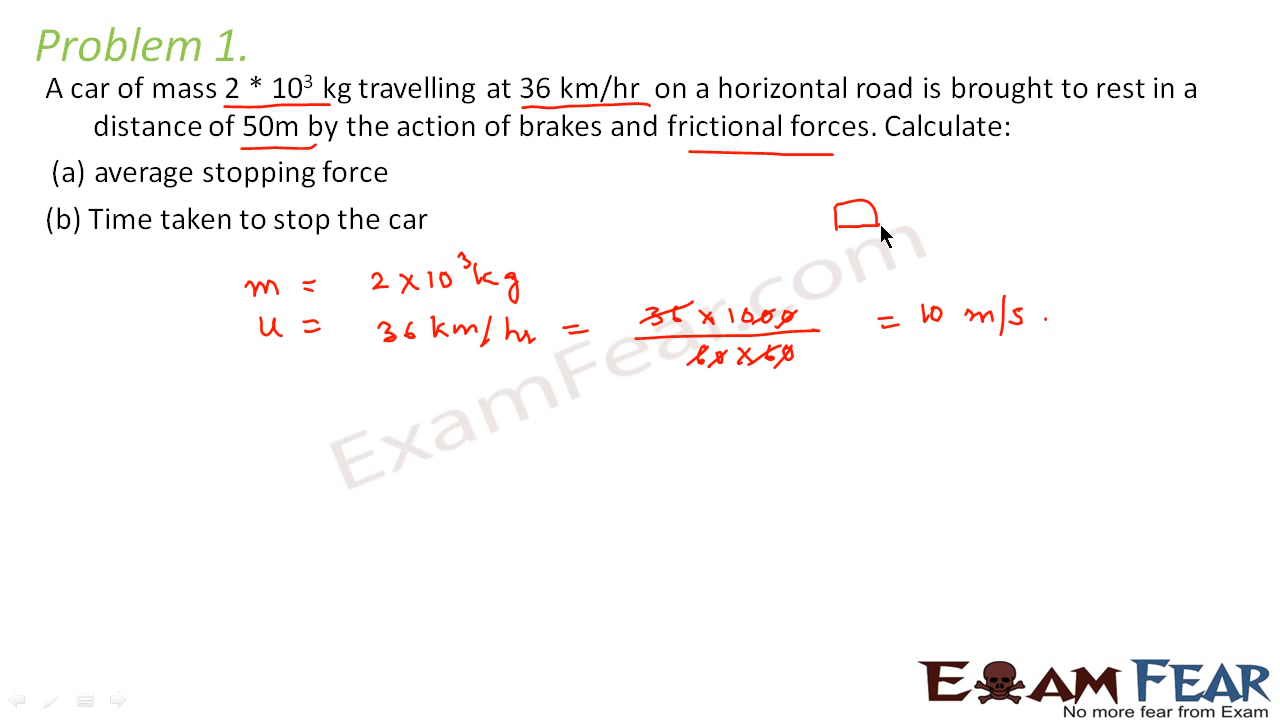 Problem 1.
A car of mass 2 * 10³ kg travelling at 36 km/hr on a horizontal road is brought to rest in a
distance of 50m by the action of brakes and frictional forces. Calculate:
(a) average stopping force
(b) Time taken to stop the car
m = 2 × 10³ kg
u = 36 km/hr = 36 × 1000 / 60 × 60 = 10 m/s .
ExamFear.com
EXAM FEAR
No more fear from Exam